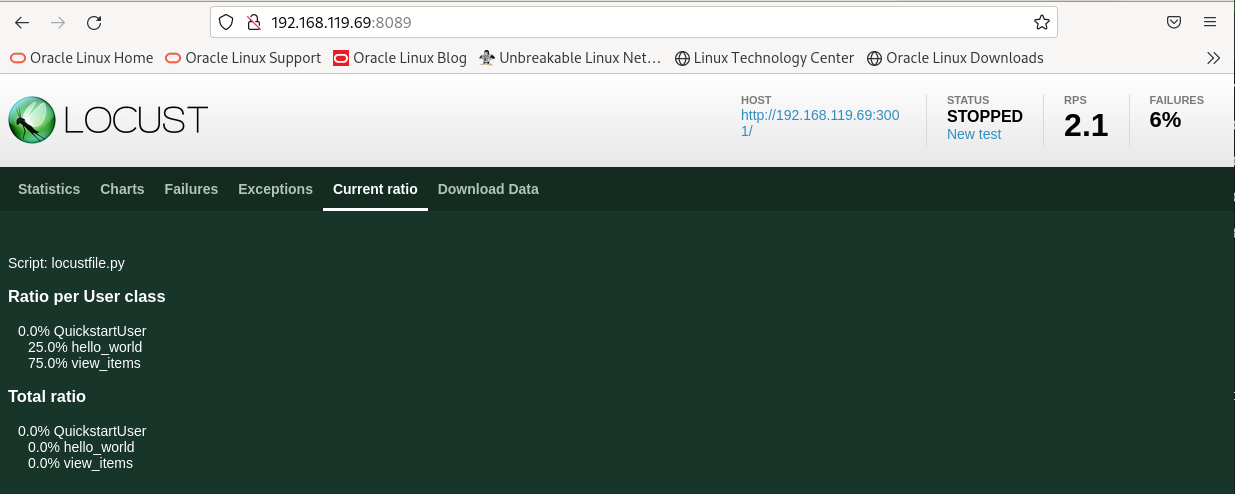 192.168.119.69:8089
Oracle Linux Home Oracle Linux Support Oracle Linux Blog Unbreakable Linux Net... Linux Technology Center Oracle Linux Downloads
LOCUST
HOST
http://192.168.119.69:300
1/
STATUS
STOPPED
New test
RPS
2.1
FAILURES
6%
Statistics Charts Failures Exceptions Current ratio Download Data
Script: locustfile.py
Ratio per User class
0.0% QuickstartUser
25.0% hello_world
75.0% view_items
Total ratio
0.0% QuickstartUser
0.0% hello_world
0.0% view_items